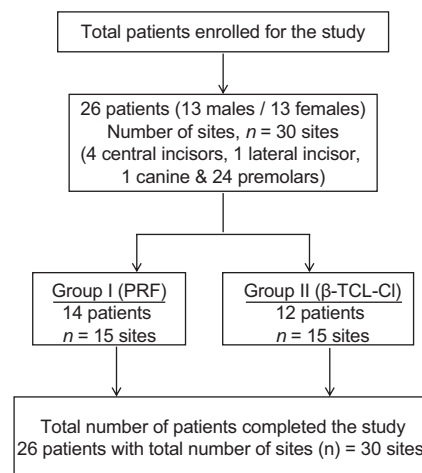 Total patients enrolled for the study
26 patients (13 males / 13 females)
Number of sites, n = 30 sites
(4 central incisors, 1 lateral incisor,
1 canine & 24 premolars)
Group I (PRF)
14 patients
n = 15 sites
Group II (β-TCL-Cl)
12 patients
n = 15 sites
Total number of patients completed the study
26 patients with total number of sites (n) = 30 sites